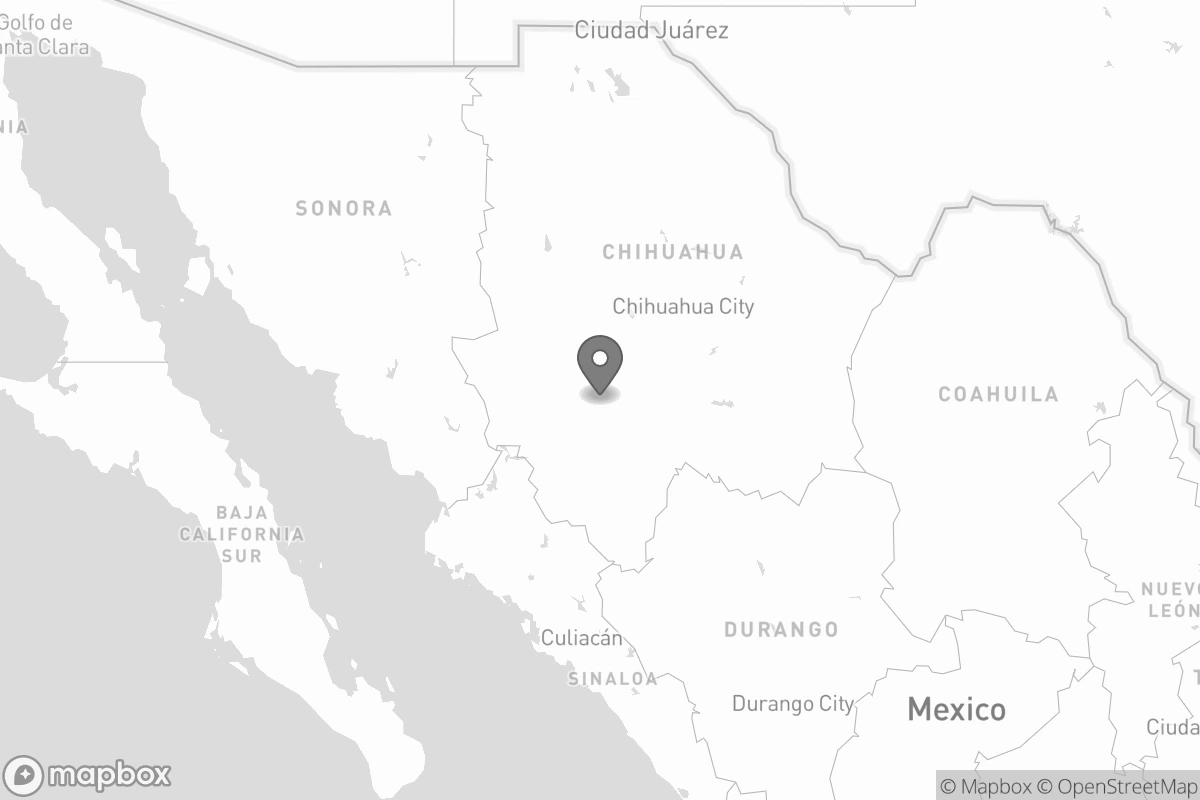 Golfo de
anta Clara
Ciudad Juárez
NIA
SONORA
CHIHUAHUA
Chihuahua City
COAHUILA
BAJA
CALIFORNIA
SUR
NUEVO
LEÓN
Culiacán
DURANGO
SINALOA
Durango City
Mexico
T
Ciuda
mapbox
© Mapbox © OpenStreetMap